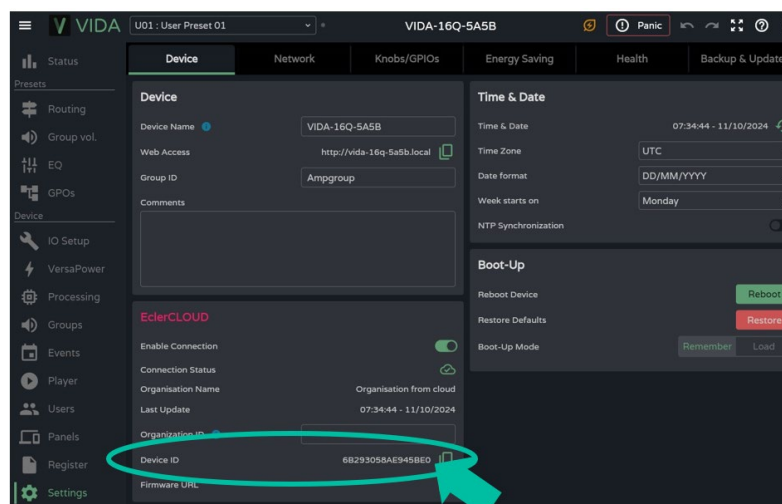 VIDA
U01 : User Preset 01
VIDA-16Q-5A5B
Panic
Status
Presets
Routing
Group vol.
EQ
GPOs
Device
IO Setup
VersaPower
Processing
Groups
Events
Player
Users
Panels
Register
Settings
Device
Network
Knobs/GPIOs
Energy Saving
Health
Backup & Update
Device
Device Name
VIDA-16Q-5A5B
Web Access
http://vida-16q-5a5b.local
Group ID
Ampgroup
Comments
EclerCLOUD
Enable Connection
Connection Status
Organisation Name
Organisation from cloud
Last Update
07:34:44 - 11/10/2024
Organization ID
Device ID
6B293058AE945BE0
Firmware URL
Time & Date
Time & Date
07:34:44 - 11/10/2024
Time Zone
UTC
Date format
DD/MM/YYYY
Week starts on
Monday
NTP Synchronization
Boot-Up
Reboot Device
Reboot
Restore Defaults
Restore
Boot-Up Mode
Remember
Load